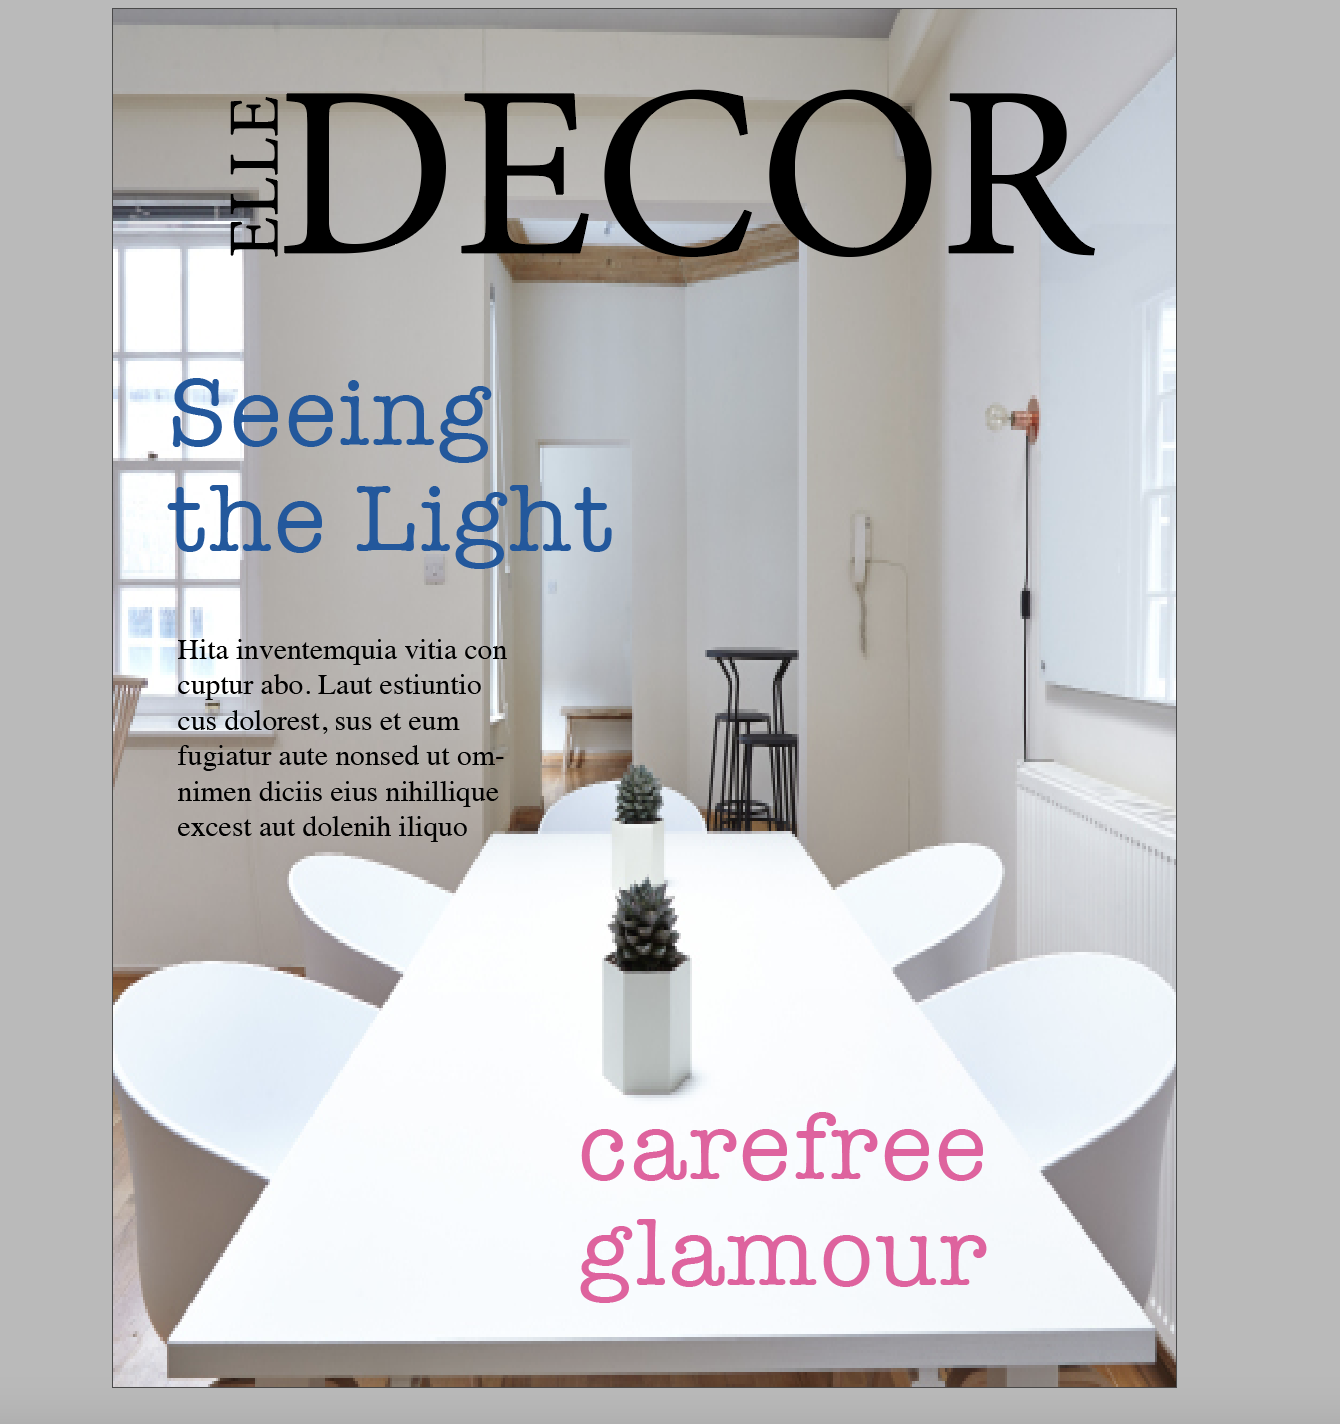 ELLE DECOR
Seeing
the Light
Hita inventemquia vitia con
cuptur abo. Laut estiuntio
cus dolorest, sus et eum
fugiatur aute nonsed ut om-
nimen diciis eius nihillique
excest aut dolenih iliquo
carefree
glamour